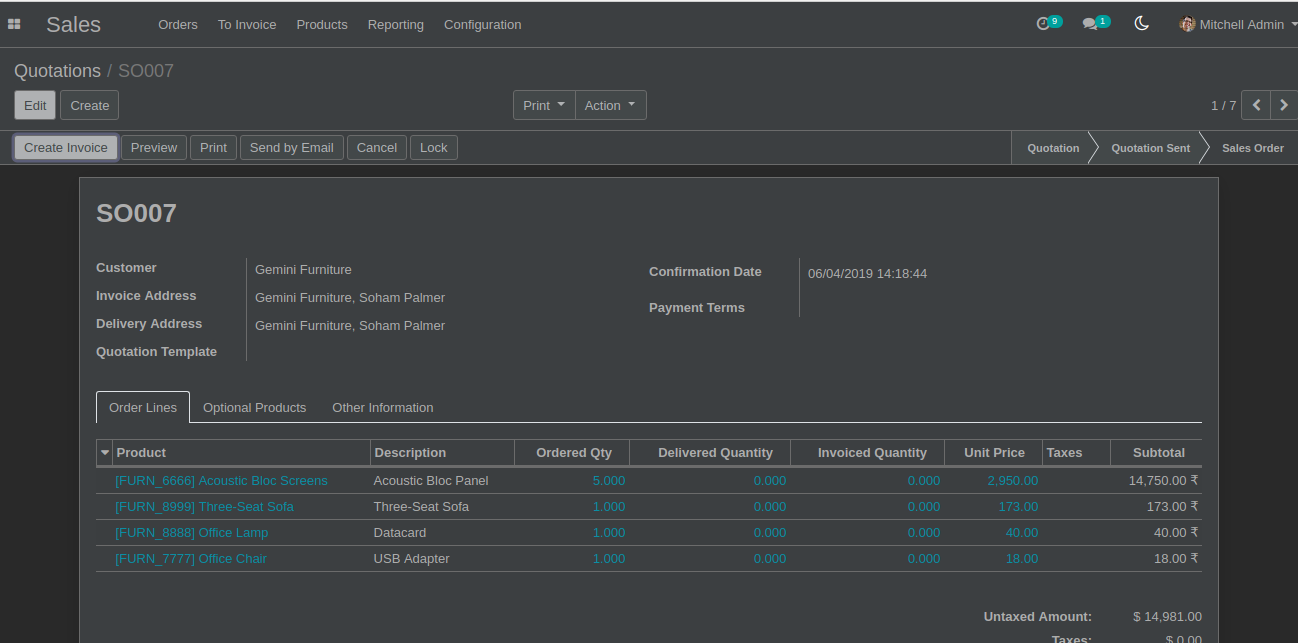 Sales Orders To Invoice Products Reporting Configuration 9 1 Mitchell Admin
Quotations / SO007
Edit Create Print Action 1 / 7
Create Invoice Preview Print Send by Email Cancel Lock Quotation Quotation Sent Sales Order
SO007
Customer Gemini Furniture
Confirmation Date 06/04/2019 14:18:44
Invoice Address Gemini Furniture, Soham Palmer
Payment Terms
Delivery Address Gemini Furniture, Soham Palmer
Quotation Template
Order Lines Optional Products Other Information
Product Description Ordered Qty Delivered Quantity Invoiced Quantity Unit Price Taxes Subtotal
[FURN_6666] Acoustic Bloc Screens Acoustic Bloc Panel 5.000 0.000 0.000 2,950.00 14,750.00 ₹
[FURN_8999] Three-Seat Sofa Three-Seat Sofa 1.000 0.000 0.000 173.00 173.00 ₹
[FURN_8888] Office Lamp Datacard 1.000 0.000 0.000 40.00 40.00 ₹
[FURN_7777] Office Chair USB Adapter 1.000 0.000 0.000 18.00 18.00 ₹
Untaxed Amount: $ 14,981.00
Taxes: $ 0.00